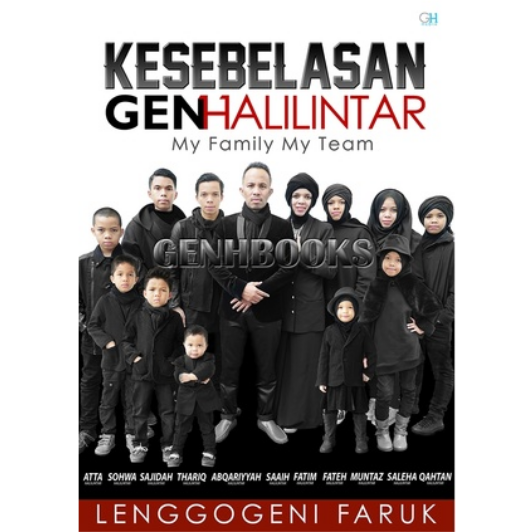 GH
KESEBELASAN
GENHALILINTAR
My Family My Team
GENHBOOKS
ATTA SOHWA SAJIDAH THARIQ ABQARIYYAH SAAIH FATIM FATEH MUNTAZ SALEHA QAHTAN
LENGGOGENI FARUK